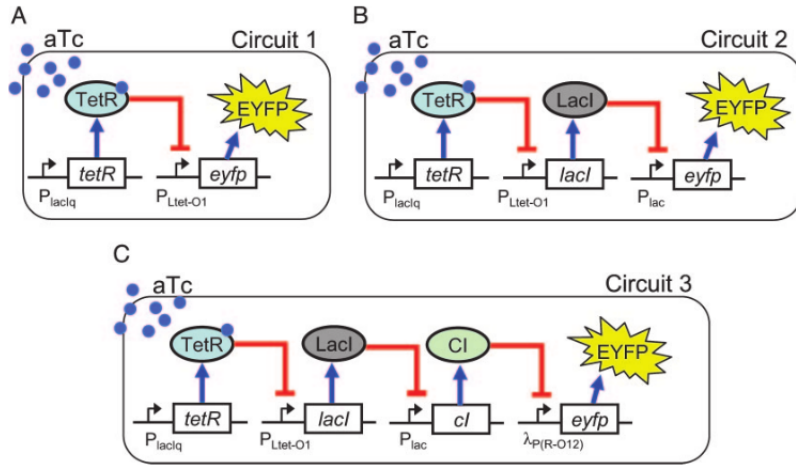 A
aTc
Circuit 1
TetR
EYFP
tetR
eyfp
PlacIq
PLtet-O1
B
aTc
Circuit 2
TetR
LacI
EYFP
tetR
lacI
eyfp
PlacIq
PLtet-O1
Plac
C
aTc
Circuit 3
TetR
LacI
CI
EYFP
tetR
lacI
cI
eyfp
PlacIq
PLtet-O1
Plac
λP(R-O12)